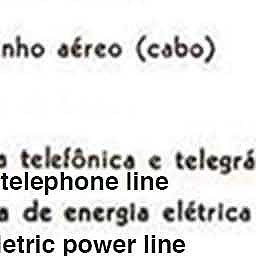 nho aéreo (cabo)
a telefônica e telegrá
telephone line
a de energia elétrica
letric power line